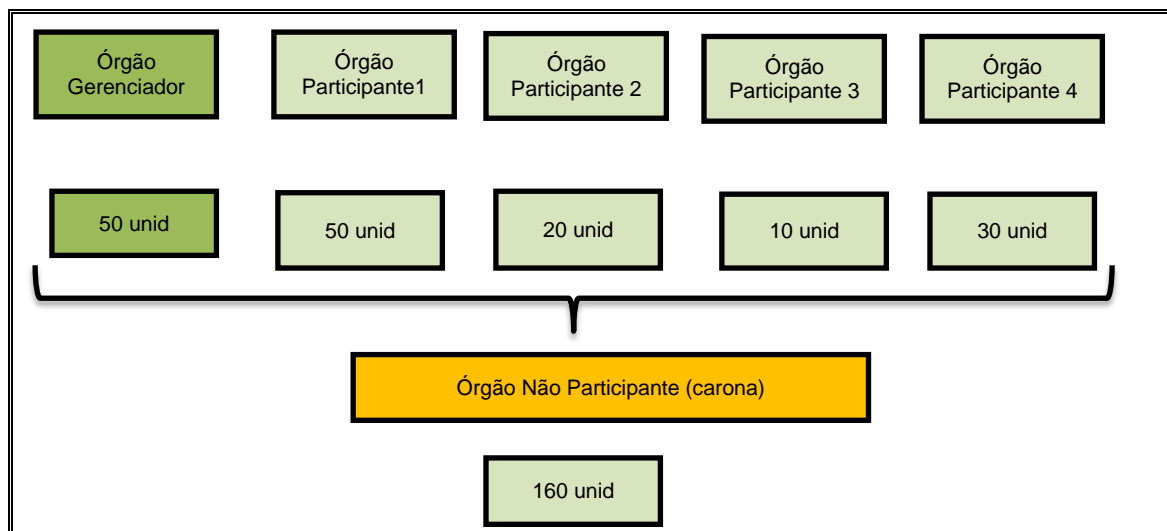 Órgão
Gerenciador
Órgão
Participante1
Órgão
Participante 2
Órgão
Participante 3
Órgão
Participante 4
50 unid
50 unid
20 unid
10 unid
30 unid
Órgão Não Participante (carona)
160 unid